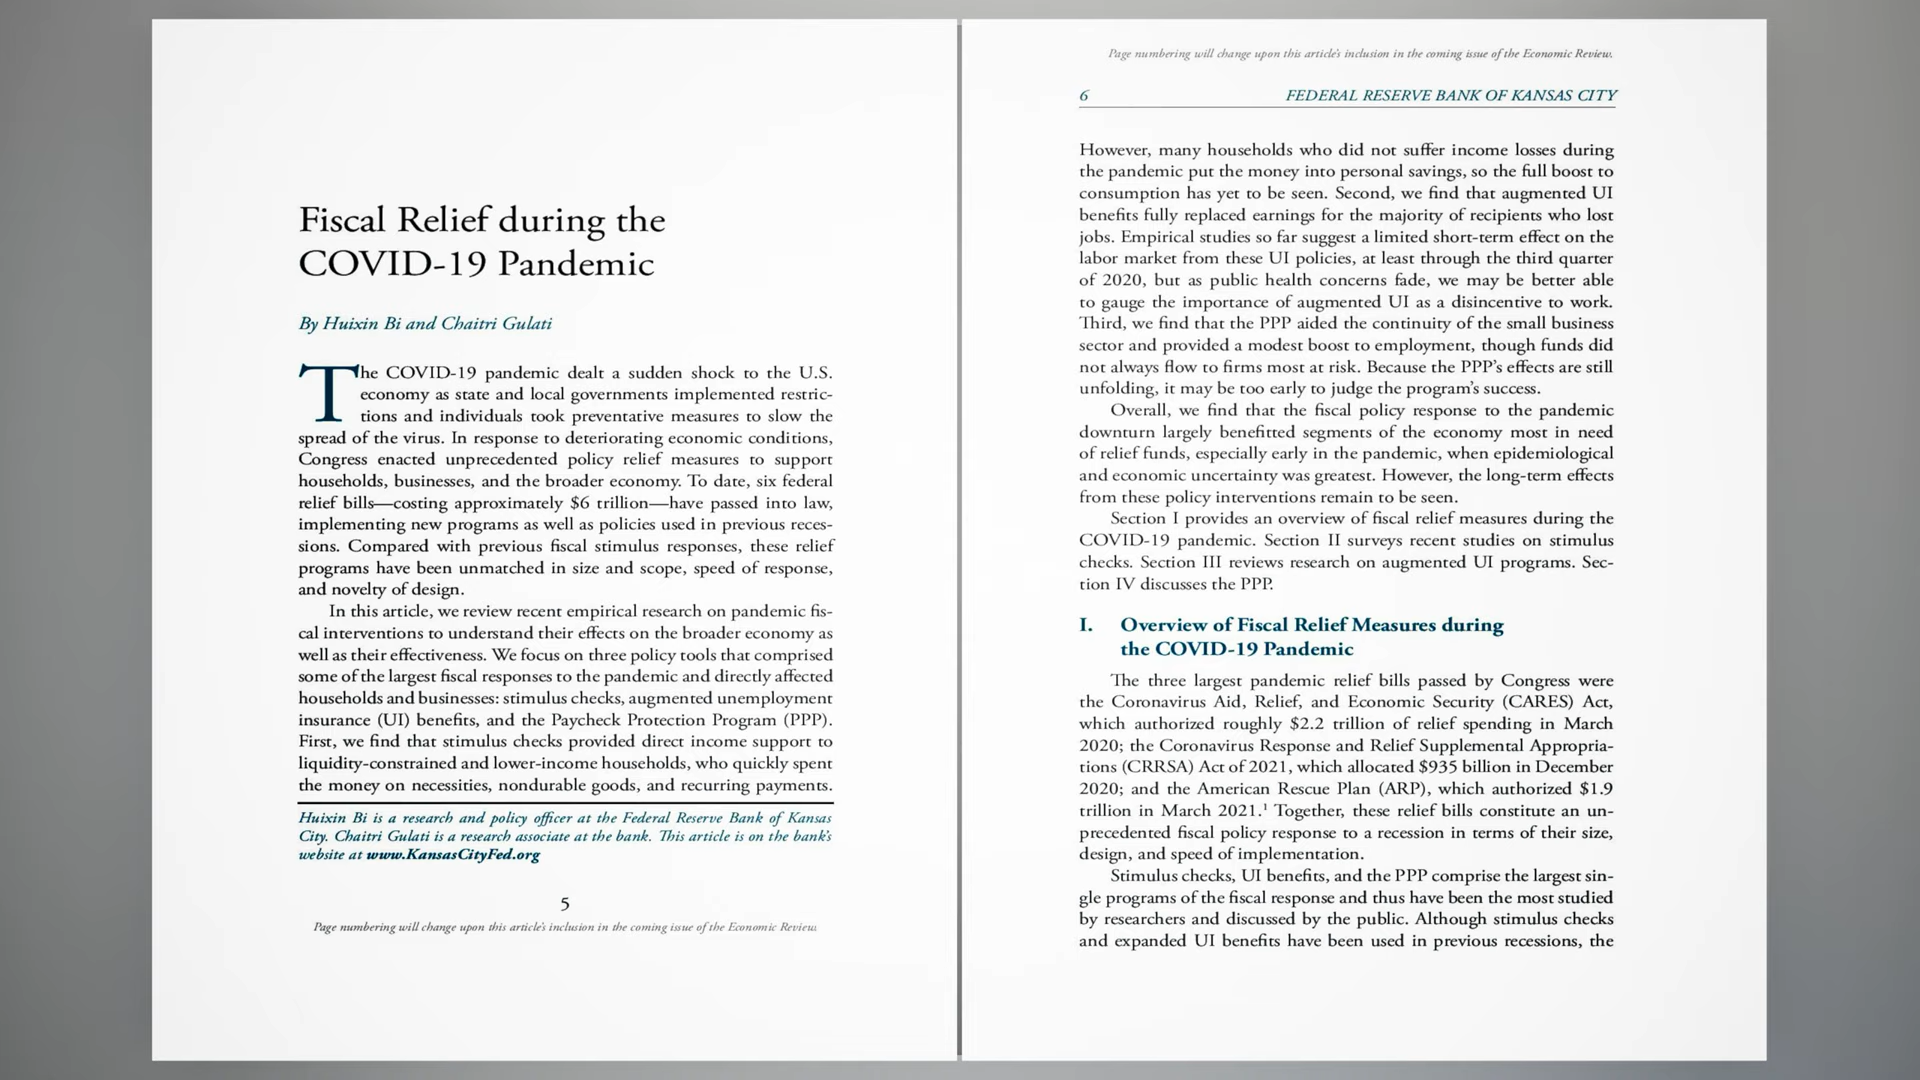 Fiscal Relief during the
COVID-19 Pandemic
By Huixin Bi and Chaitri Gulati
The COVID-19 pandemic dealt a sudden shock to the U.S.
economy as state and local governments implemented restric-
tions and individuals took preventative measures to slow the
spread of the virus. In response to deteriorating economic conditions,
Congress enacted unprecedented policy relief measures to support
households, businesses, and the broader economy. To date, six federal
relief bills—costing approximately $6 trillion—have passed into law,
implementing new programs as well as policies used in previous reces-
sions. Compared with previous fiscal stimulus responses, these relief
programs have been unmatched in size and scope, speed of response,
and novelty of design.
In this article, we review recent empirical research on pandemic fis-
cal interventions to understand their effects on the broader economy as
well as their effectiveness. We focus on three policy tools that comprised
some of the largest fiscal responses to the pandemic and directly affected
households and businesses: stimulus checks, augmented unemployment
insurance (UI) benefits, and the Paycheck Protection Program (PPP).
First, we find that stimulus checks provided direct income support to
liquidity-constrained and lower-income households, who quickly spent
the money on necessities, nondurable goods, and recurring payments.
Huixin Bi is a research and policy officer at the Federal Reserve Bank of Kansas
City. Chaitri Gulati is a research associate at the bank. This article is on the bank's
website at www.KansasCityFed.org
5
Page numbering will change upon this article's inclusion in the coming issue of the Economic Review.
Page numbering will change upon this article's inclusion in the coming issue of the Economic Review.
6 FEDERAL RESERVE BANK OF KANSAS CITY
However, many households who did not suffer income losses during
the pandemic put the money into personal savings, so the full boost to
consumption has yet to be seen. Second, we find that augmented UI
benefits fully replaced earnings for the majority of recipients who lost
jobs. Empirical studies so far suggest a limited short-term effect on the
labor market from these UI policies, at least through the third quarter
of 2020, but as public health concerns fade, we may be better able
to gauge the importance of augmented UI as a disincentive to work.
Third, we find that the PPP aided the continuity of the small business
sector and provided a modest boost to employment, though funds did
not always flow to firms most at risk. Because the PPP's effects are still
unfolding, it may be too early to judge the program's success.
Overall, we find that the fiscal policy response to the pandemic
downturn largely benefitted segments of the economy most in need
of relief funds, especially early in the pandemic, when epidemiological
and economic uncertainty was greatest. However, the long-term effects
from these policy interventions remain to be seen.
Section I provides an overview of fiscal relief measures during the
COVID-19 pandemic. Section II surveys recent studies on stimulus
checks. Section III reviews research on augmented UI programs. Sec-
tion IV discusses the PPP.
I. Overview of Fiscal Relief Measures during
the COVID-19 Pandemic
The three largest pandemic relief bills passed by Congress were
the Coronavirus Aid, Relief, and Economic Security (CARES) Act,
which authorized roughly $2.2 trillion of relief spending in March
2020; the Coronavirus Response and Relief Supplemental Appropria-
tions (CRRSA) Act of 2021, which allocated $935 billion in December
2020; and the American Rescue Plan (ARP), which authorized $1.9
trillion in March 2021.¹ Together, these relief bills constitute an un-
precedented fiscal policy response to a recession in terms of their size,
design, and speed of implementation.
Stimulus checks, UI benefits, and the PPP comprise the largest sin-
gle programs of the fiscal response and thus have been the most studied
by researchers and discussed by the public. Although stimulus checks
and expanded UI benefits have been used in previous recessions, the